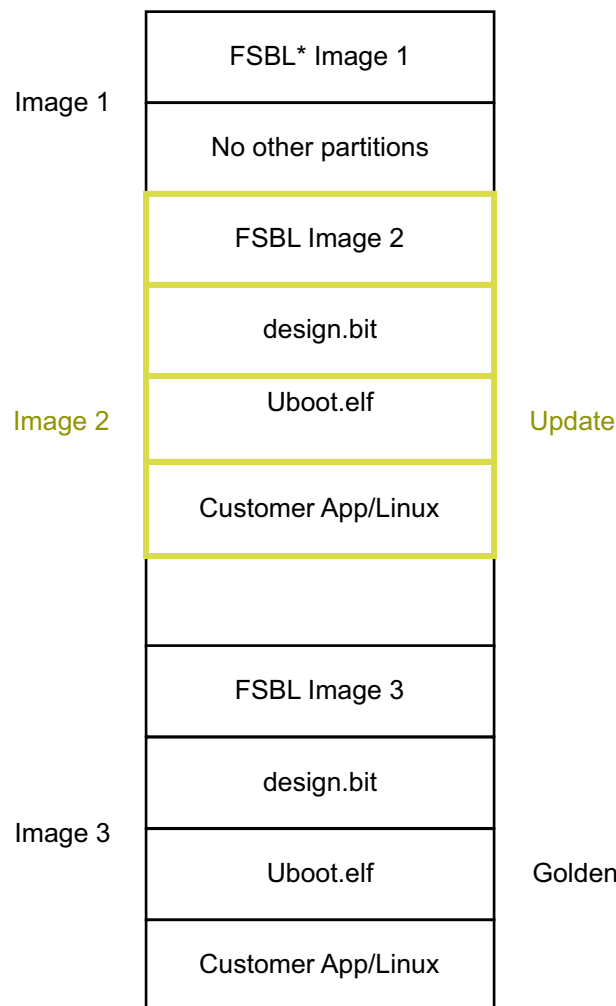 FSBL* Image 1
Image 1
No other partitions
FSBL Image 2
design.bit
Uboot.elf
Image 2
Update
Customer App/Linux
FSBL Image 3
design.bit
Image 3
Uboot.elf
Golden
Customer App/Linux